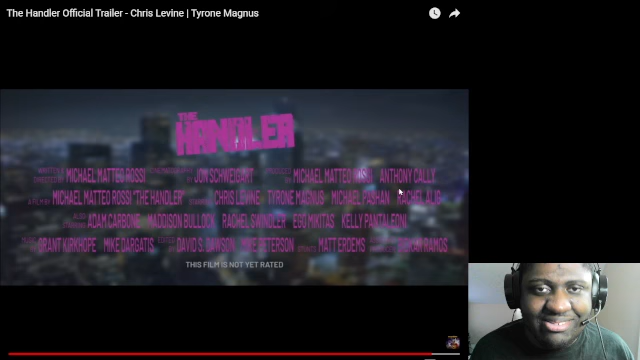 The Handler Official Trailer - Chris Levine | Tyrone Magnus
THE
HANDLER
MICHAEL MATTEO ROSSI JON SCHWEIGART MICHAEL MATTEO ROSSI ANTHONY CALLY
A FILM BY MICHAEL MATTEO ROSSI "THE HANDLER" CHRIS LEVINE TYRONE MAGNUS MICHAEL PASHAN RACHEL ALIG
ADAM CARBONE MADDISON BULLOCK RACHEL SWINDLER EGO MIKITAS KELLY PANTALEONI
GRANT KIRKHOPE MIKE DARGATIS DAVID S. DAWSON MIKE PETERSON MATT ERDEMS RAMOS
THIS FILM IS NOT YET RATED